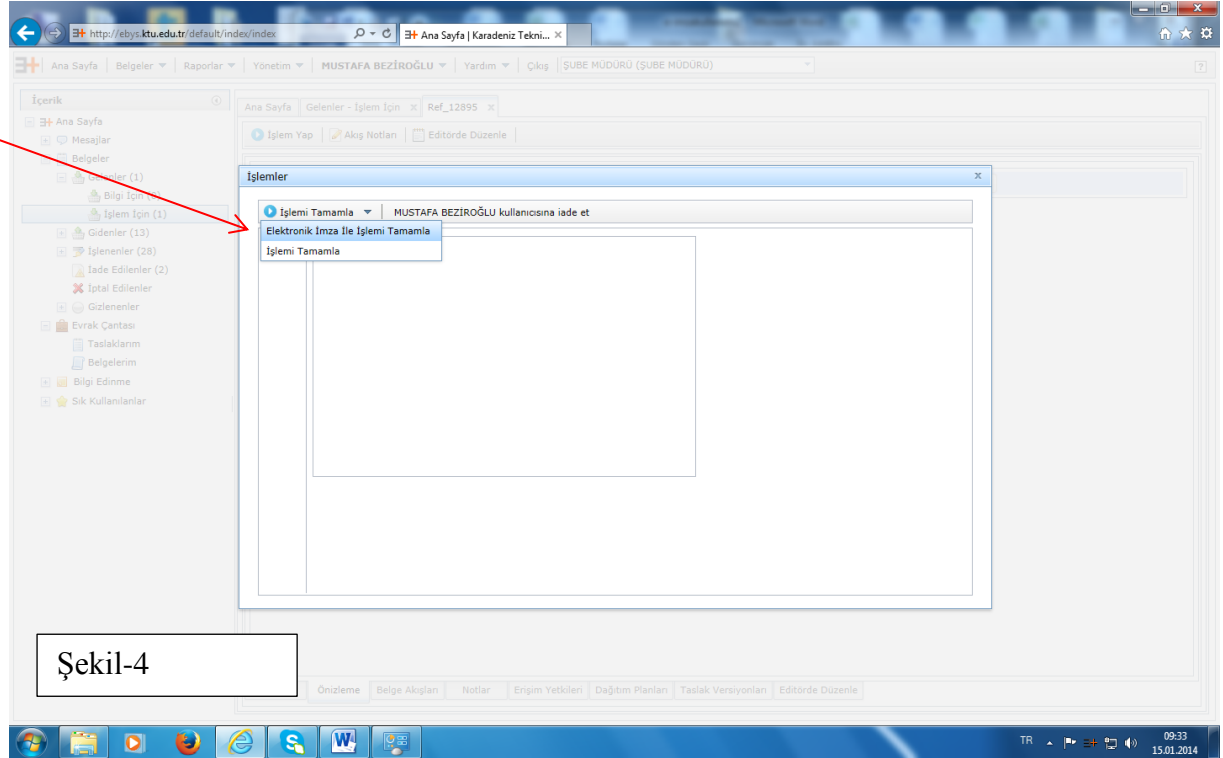 http://ebys.ktu.edu.tr/default/index/index
Ana Sayfa | Karadeniz Tekni...
Ana Sayfa Belgeler Raporlar Yönetim MUSTAFA BEZİROĞLU Yardım Çıkış ŞUBE MÜDÜRÜ (ŞUBE MÜDÜRÜ)
İçerik
Ana Sayfa
Mesajlar
Belgeler
Gelenler (1)
Bilgi İçin (0)
İşlem İçin (1)
Gidenler (13)
İşlenenler (28)
İade Edilenler (2)
İptal Edilenler
Gizlenenler
Evrak Çantası
Taslaklarım
Belgelerim
Bilgi Edinme
Sık Kullanılanlar
Ana Sayfa Gelenler - İşlem İçin Ref_12895
İşlem Yap Akış Notları Editörde Düzenle
İşlemler
İşlemi Tamamla MUSTAFA BEZİROĞLU kullanıcısına iade et
Elektronik İmza İle İşlemi Tamamla
İşlemi Tamamla
Şekil-4
Önizleme Belge Akışları Notlar Erişim Yetkileri Dağıtım Planları Taslak Versiyonları Editörde Düzenle
TR 09:33
15.01.2014